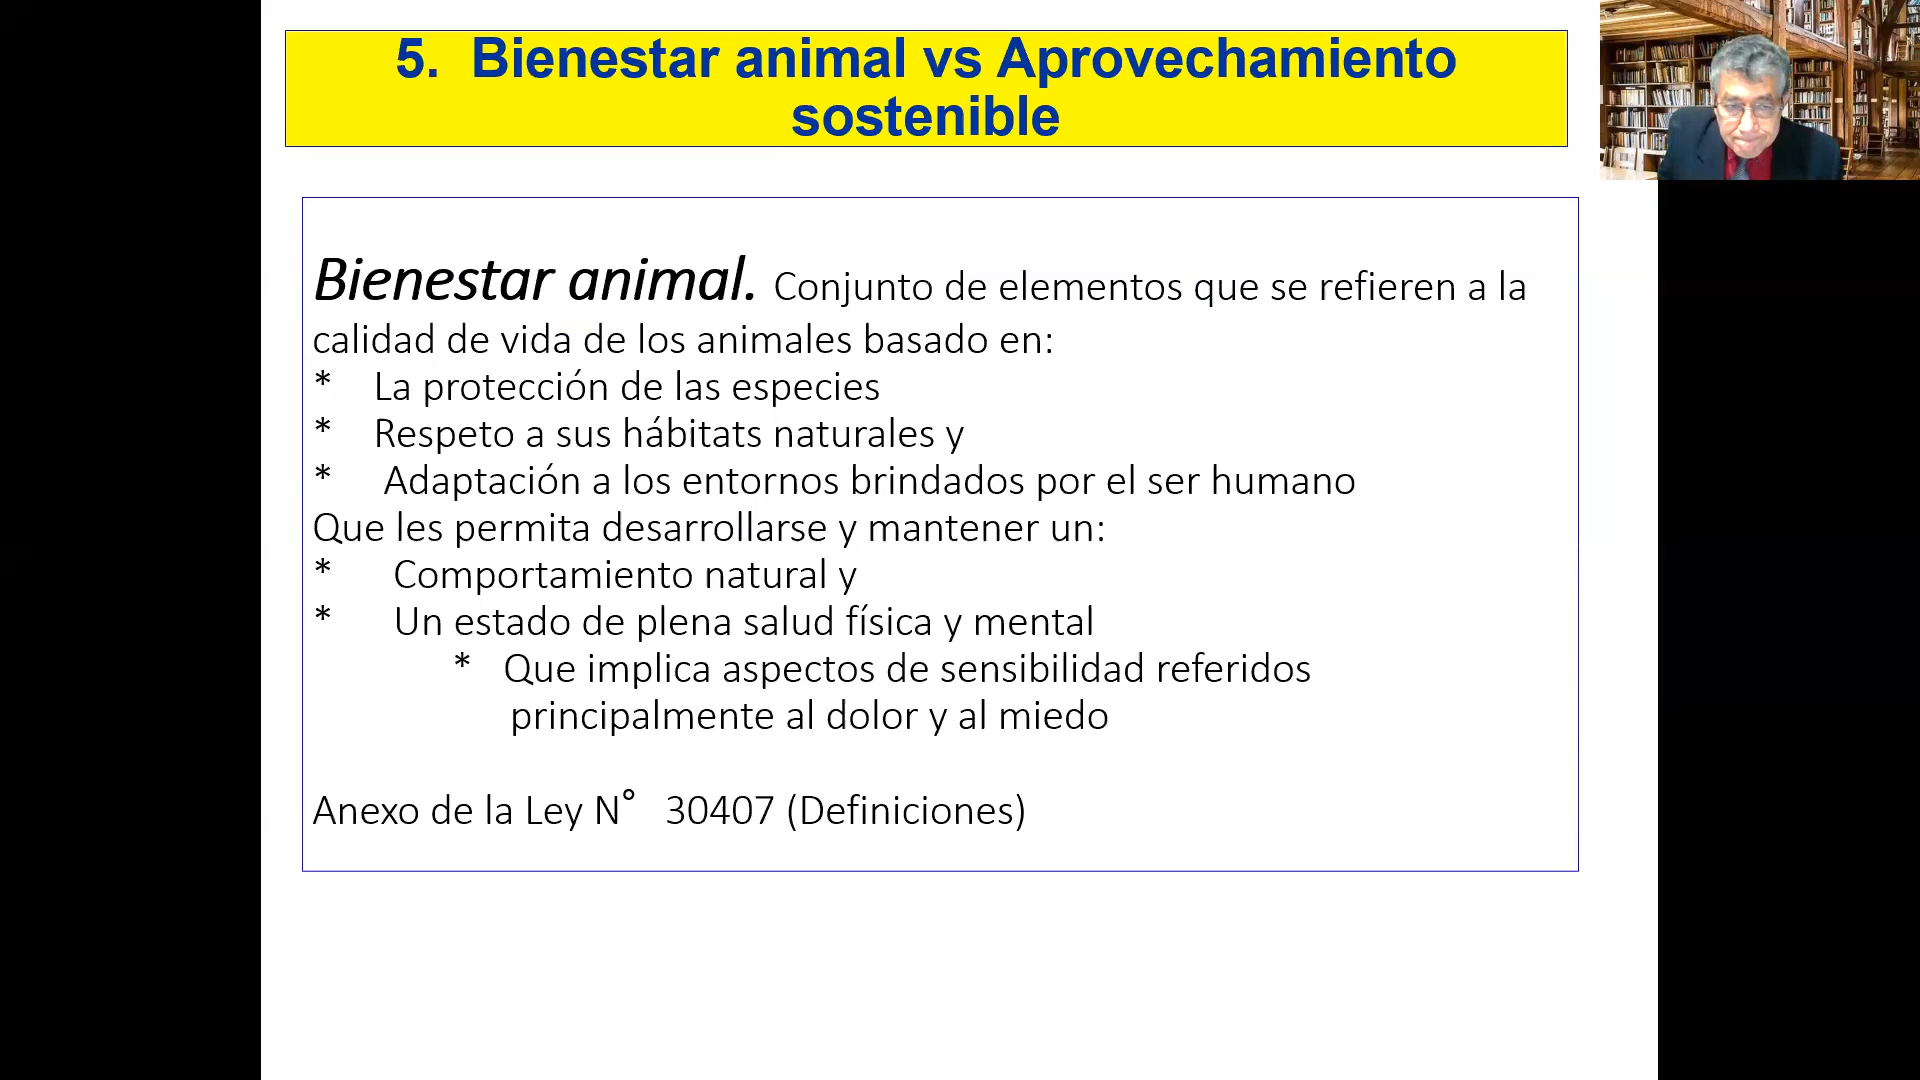 5. Bienestar animal vs Aprovechamiento
sostenible
Bienestar animal. Conjunto de elementos que se refieren a la
calidad de vida de los animales basado en:
* La protección de las especies
* Respeto a sus hábitats naturales y
* Adaptación a los entornos brindados por el ser humano
Que les permita desarrollarse y mantener un:
* Comportamiento natural y
* Un estado de plena salud física y mental
* Que implica aspectos de sensibilidad referidos
principalmente al dolor y al miedo
Anexo de la Ley N° 30407 (Definiciones)